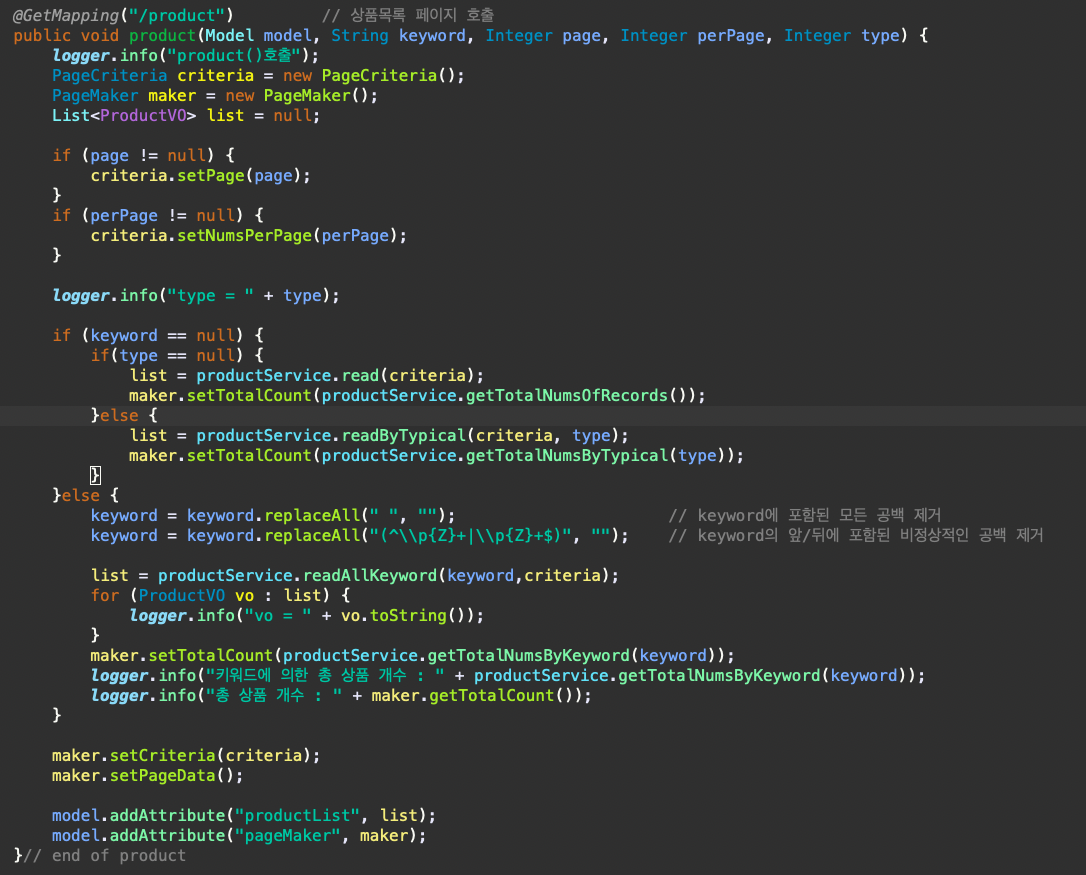 @GetMapping("/product")         // 상품목록 페이지 호출
public void product(Model model, String keyword, Integer page, Integer perPage, Integer type) {
    logger.info("product()호출");
    PageCriteria criteria = new PageCriteria();
    PageMaker maker = new PageMaker();
    List<ProductVO> list = null;

    if (page != null) {
        criteria.setPage(page);
    }
    if (perPage != null) {
        criteria.setNumsPerPage(perPage);
    }

    logger.info("type = " + type);

    if (keyword == null) {
        if(type == null) {
            list = productService.read(criteria);
            maker.setTotalCount(productService.getTotalNumsOfRecords());
        }else {
            list = productService.readByTypical(criteria, type);
            maker.setTotalCount(productService.getTotalNumsByTypical(type));
        }
    }else {
        keyword = keyword.replaceAll(" ", "");                      // keyword에 포함된 모든 공백 제거
        keyword = keyword.replaceAll("(^\\p{Z}+|\\p{Z}+$)", "");    // keyword의 앞/뒤에 포함된 비정상적인 공백 제거

        list = productService.readAllKeyword(keyword,criteria);
        for (ProductVO vo : list) {
            logger.info("vo = " + vo.toString());
        }
        maker.setTotalCount(productService.getTotalNumsByKeyword(keyword));
        logger.info("키워드에 의한 총 상품 개수 : " + productService.getTotalNumsByKeyword(keyword));
        logger.info("총 상품 개수 : " + maker.getTotalCount());
    }

    maker.setCriteria(criteria);
    maker.setPageData();

    model.addAttribute("productList", list);
    model.addAttribute("pageMaker", maker);
}// end of product